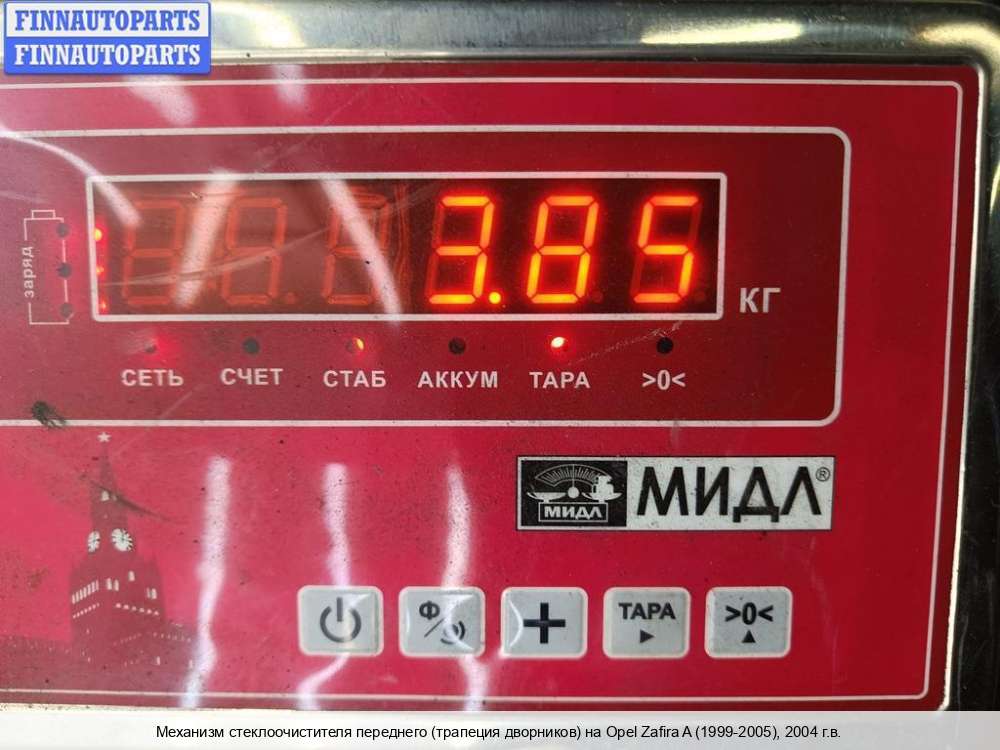 FINNAUTOPARTS
FINNAUTOPARTS
заряд
3.85
КГ
СЕТЬ СЧЕТ СТАБ АККУМ ТАРА >0<
МИДЛ
МИДЛ®
Ф
ТАРА
>0<
Механизм стеклоочистителя переднего (трапеция дворников) на Opel Zafira A (1999-2005), 2004 г.в.